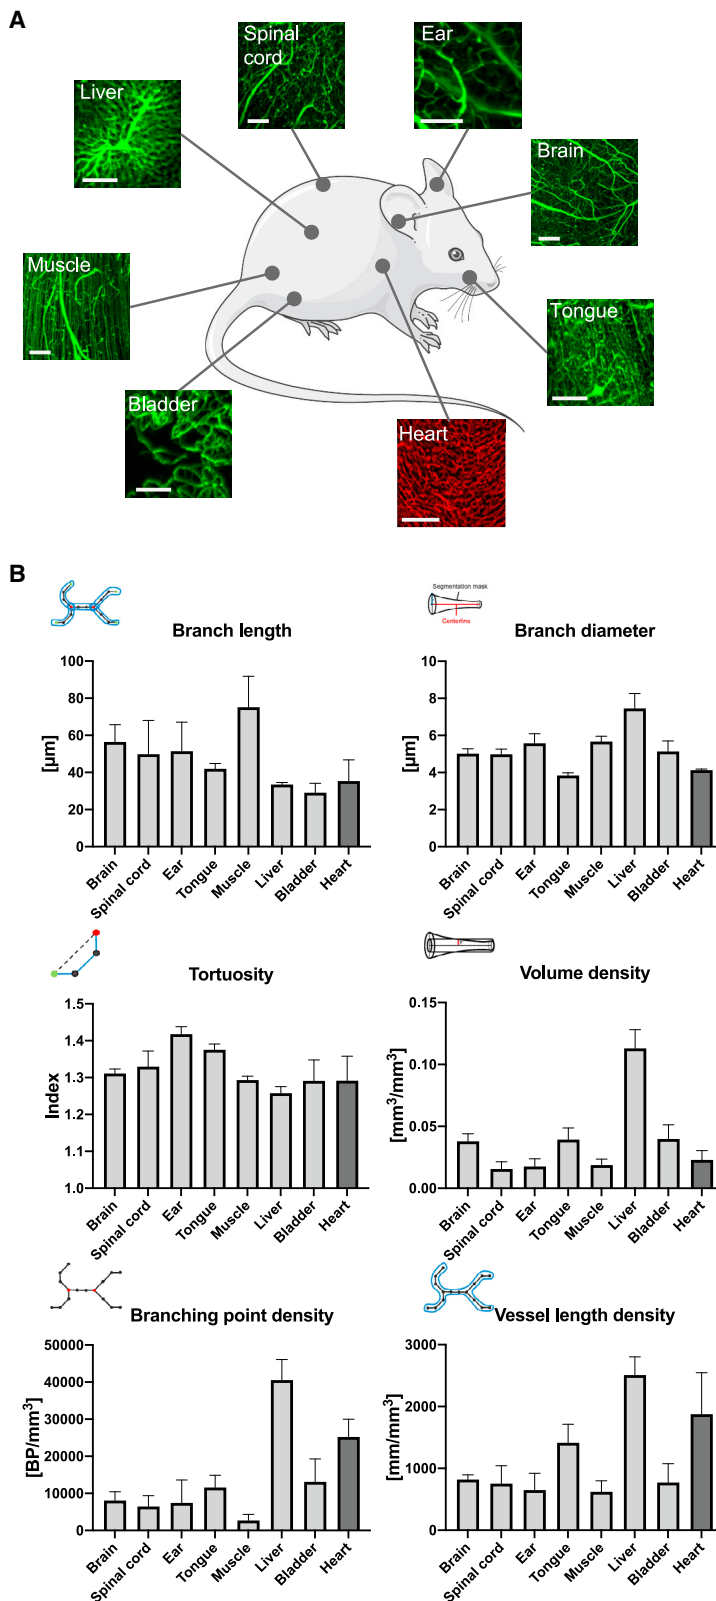 A
Spinal
cord
Ear
Liver
Brain
Muscle
Tongue
Bladder
Heart
B
Branch length
[µm]
100
80
60
40
20
0
Brain
Spinal cord
Ear
Tongue
Muscle
Liver
Bladder
Heart
Segmentation mask
Centerline
Branch diameter
[µm]
10
8
6
4
2
0
Brain
Spinal cord
Ear
Tongue
Muscle
Liver
Bladder
Heart
Tortuosity
Index
1.5
1.4
1.3
1.2
1.1
1.0
Brain
Spinal cord
Ear
Tongue
Muscle
Liver
Bladder
Heart
r
Volume density
[mm³/mm³]
0.15
0.10
0.05
0.00
Brain
Spinal cord
Ear
Tongue
Muscle
Liver
Bladder
Heart
Branching point density
[BP/mm³]
50000
40000
30000
20000
10000
0
Brain
Spinal cord
Ear
Tongue
Muscle
Liver
Bladder
Heart
Vessel length density
[mm/mm³]
3000
2000
1000
0
Brain
Spinal cord
Ear
Tongue
Muscle
Liver
Bladder
Heart